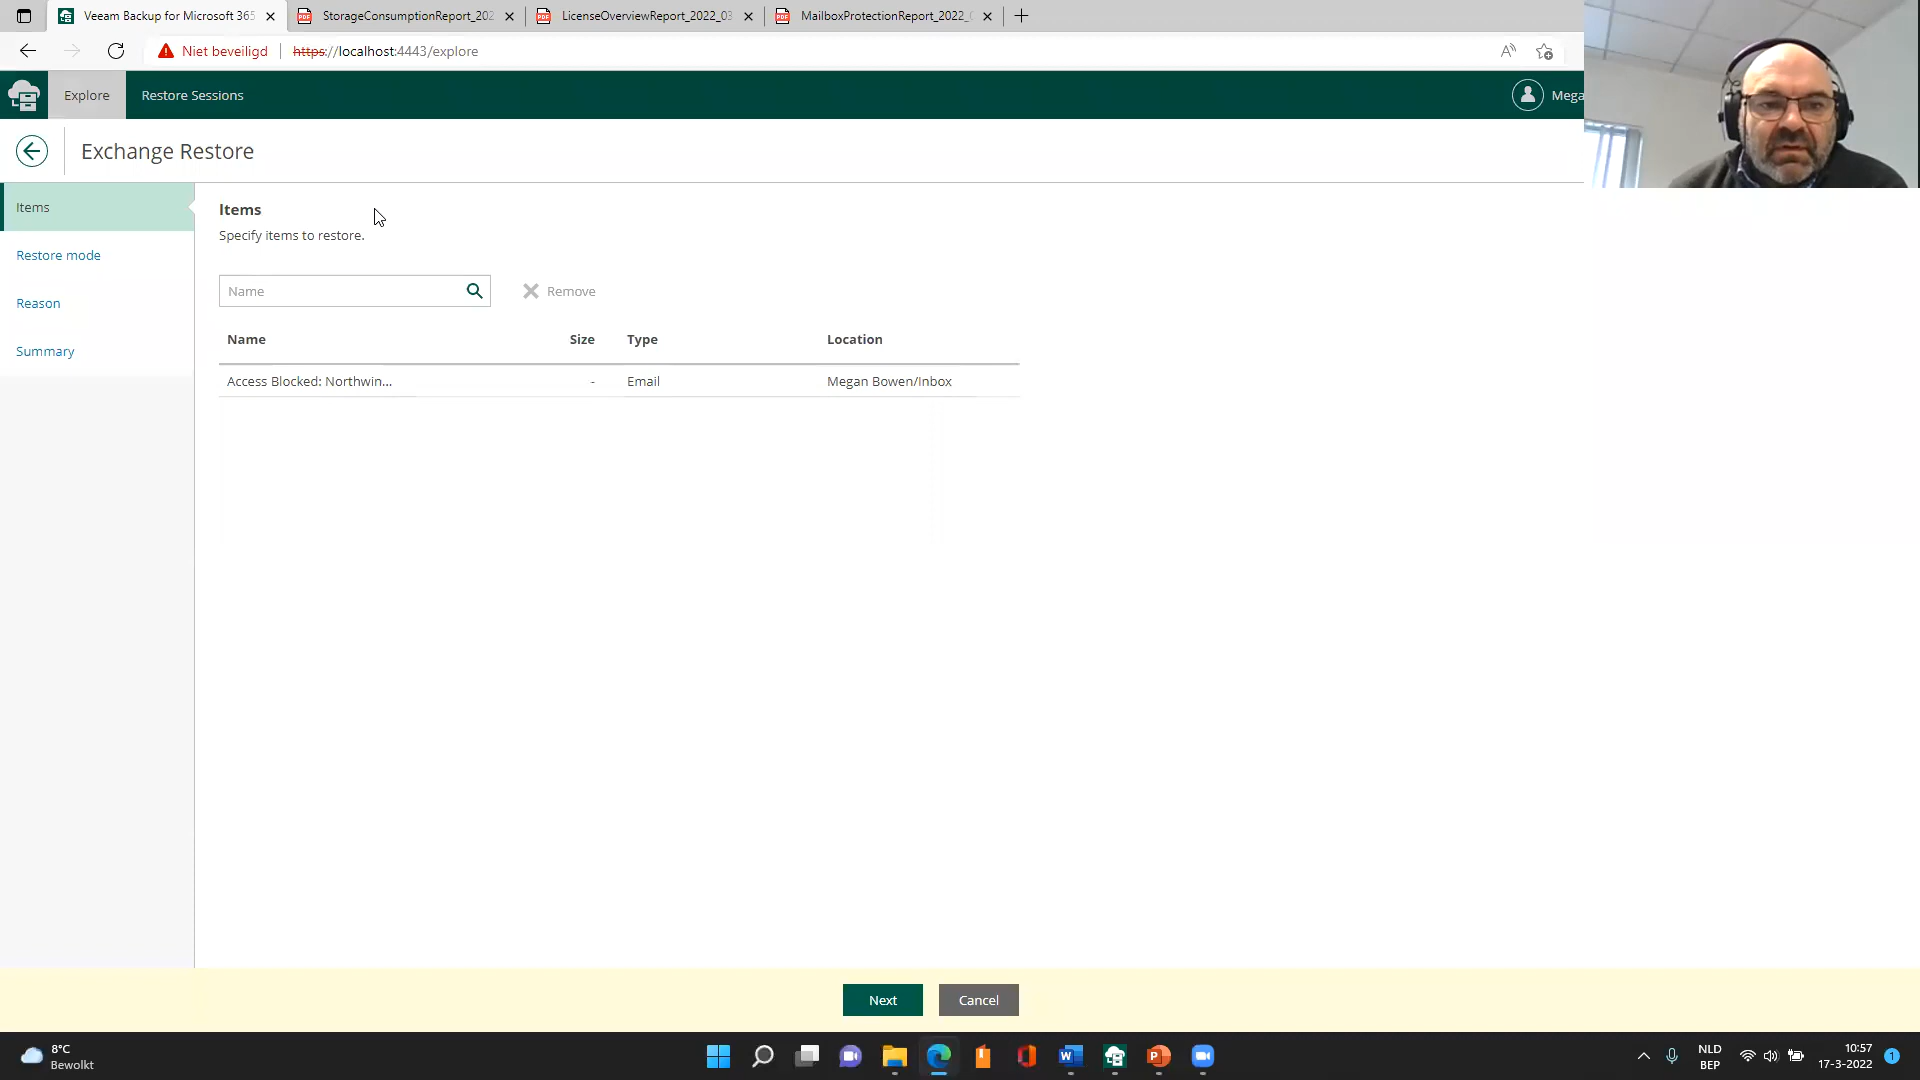 Veeam Backup for Microsoft 365
StorageConsumptionReport_202
LicenseOverviewReport_2022_03
MailboxProtectionReport_2022_
Niet beveiligd
https://localhost:4443/explore
Explore
Restore Sessions
Mega
Exchange Restore
Items
Restore mode
Reason
Summary
Items
Specify items to restore.
Name
Remove
Name Size Type Location
Access Blocked: Northwin... - Email Megan Bowen/Inbox
Next
Cancel
8°C
Bewolkt
NLD
BEP
10:57
17-3-2022
1